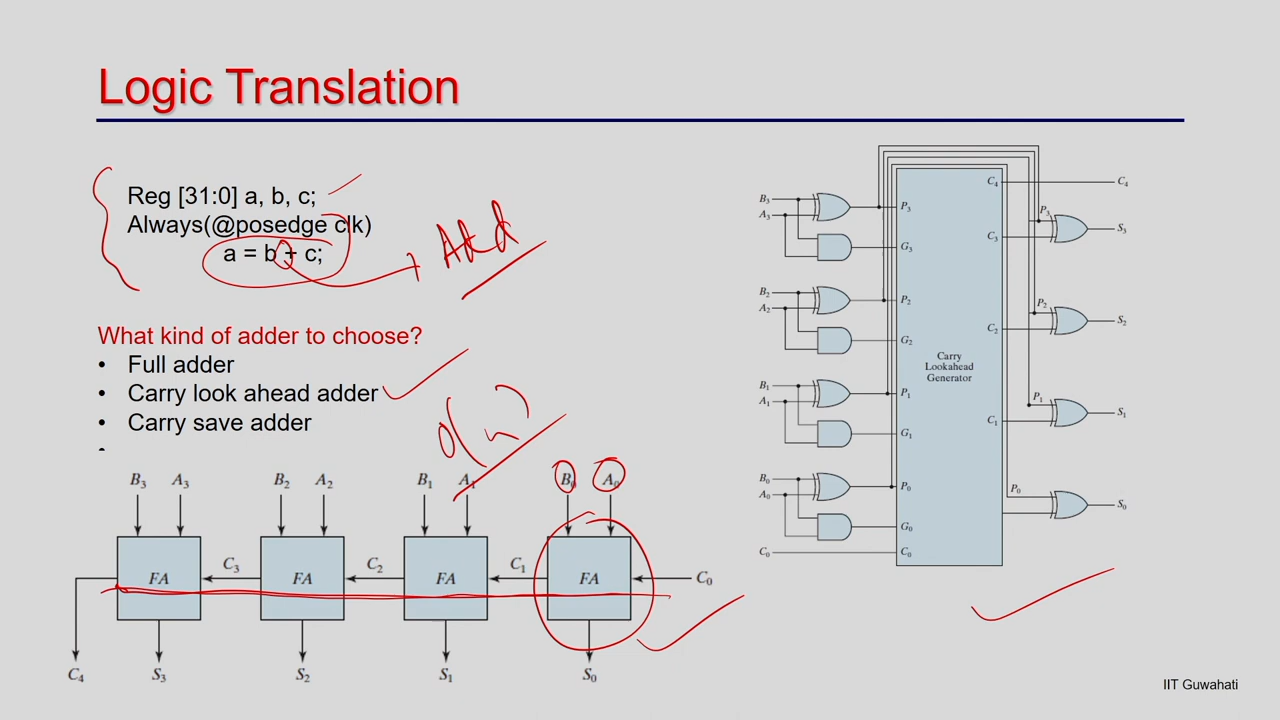 Logic Translation
Reg [31:0] a, b, c;
Always(@posedge clk)
a = b + c;
Add
What kind of adder to choose?
• Full adder
• Carry look ahead adder
• Carry save adder
•
O(n)
B3 A3 B2 A2 B1 A1 B0 A0
FA C3 FA C2 FA C1 FA C0
C4 S3 S2 S1 S0
C4 C4
B3 P3 P3
A3 C3 S3
G3
B2 P2 P2
A2 C2 S2
G2
Carry
Lookahead
Generator
B1 P1 P1
A1 C1 S1
G1
B0 P0 P0
A0 S0
G0
C0 C0
IIT Guwahati